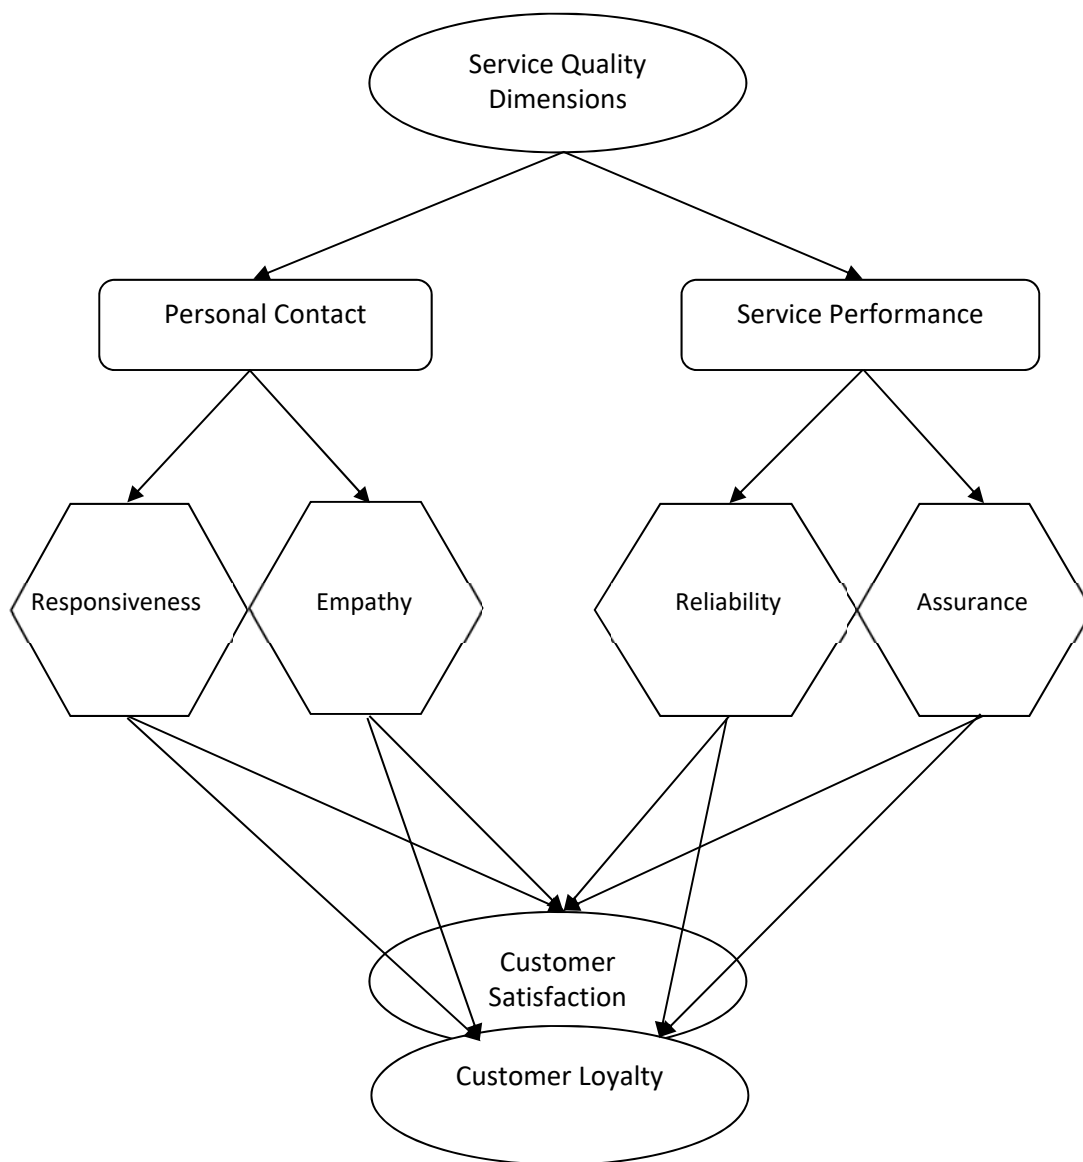 Service Quality
Dimensions
Personal Contact
Service Performance
Responsiveness
Empathy
Reliability
Assurance
Customer
Satisfaction
Customer Loyalty